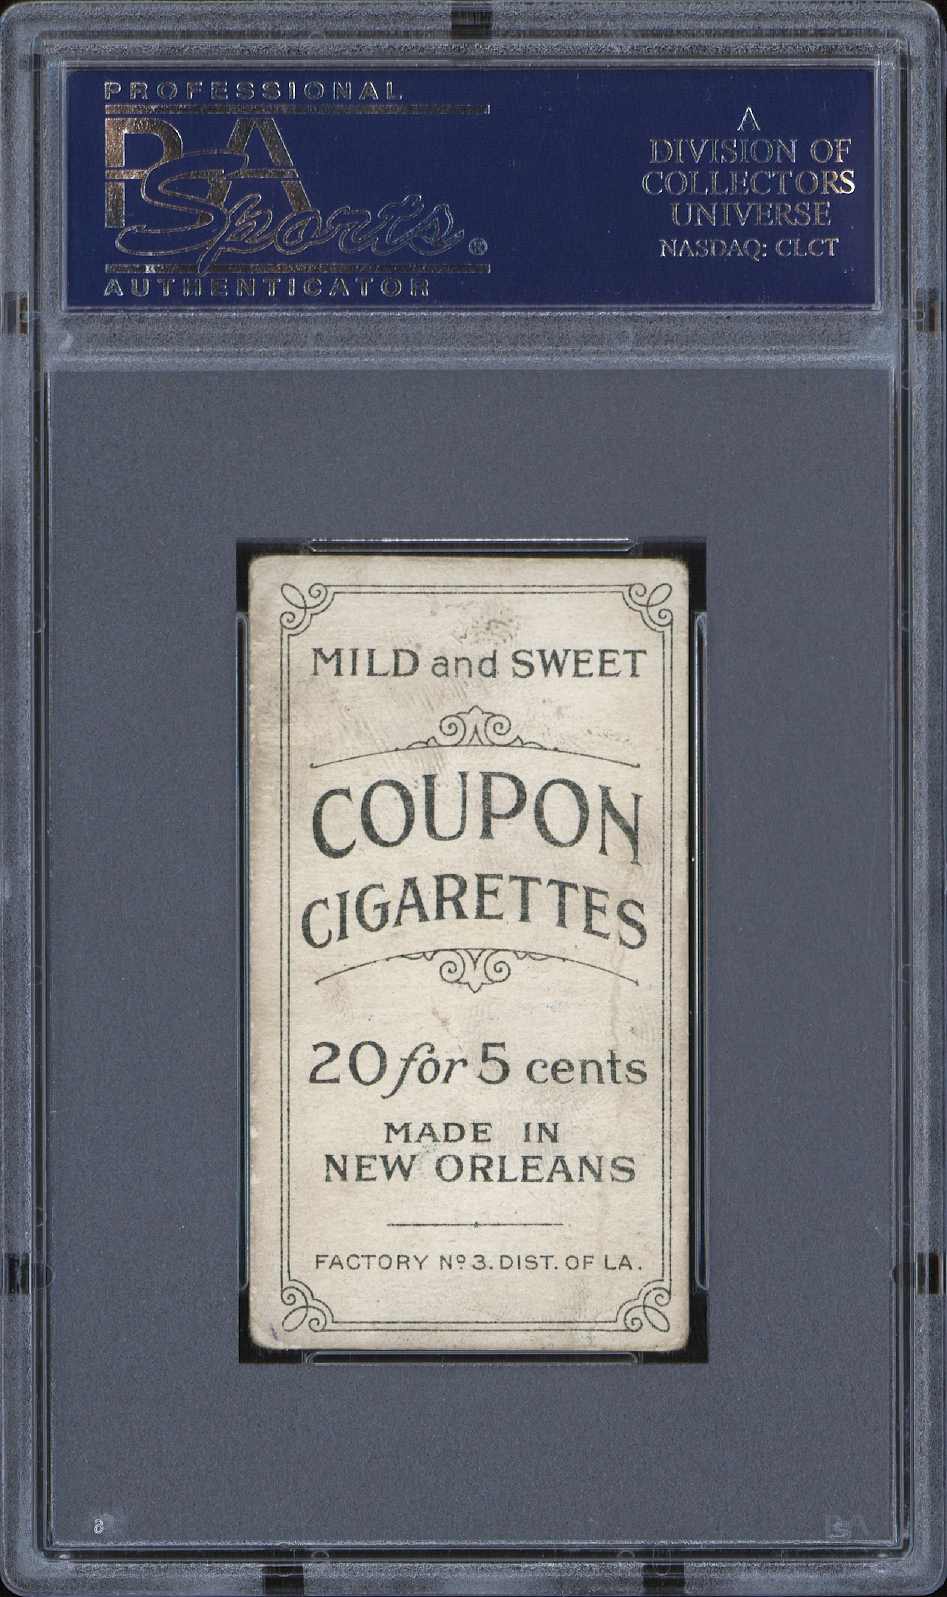 PROFESSIONAL
PSA
Sports®
AUTHENTICATOR
A
DIVISION OF
COLLECTORS
UNIVERSE
NASDAQ: CLCT
MILD and SWEET
COUPON
CIGARETTES
20 for 5 cents
MADE IN
NEW ORLEANS
FACTORY Nº 3. DIST. OF LA.
PSA